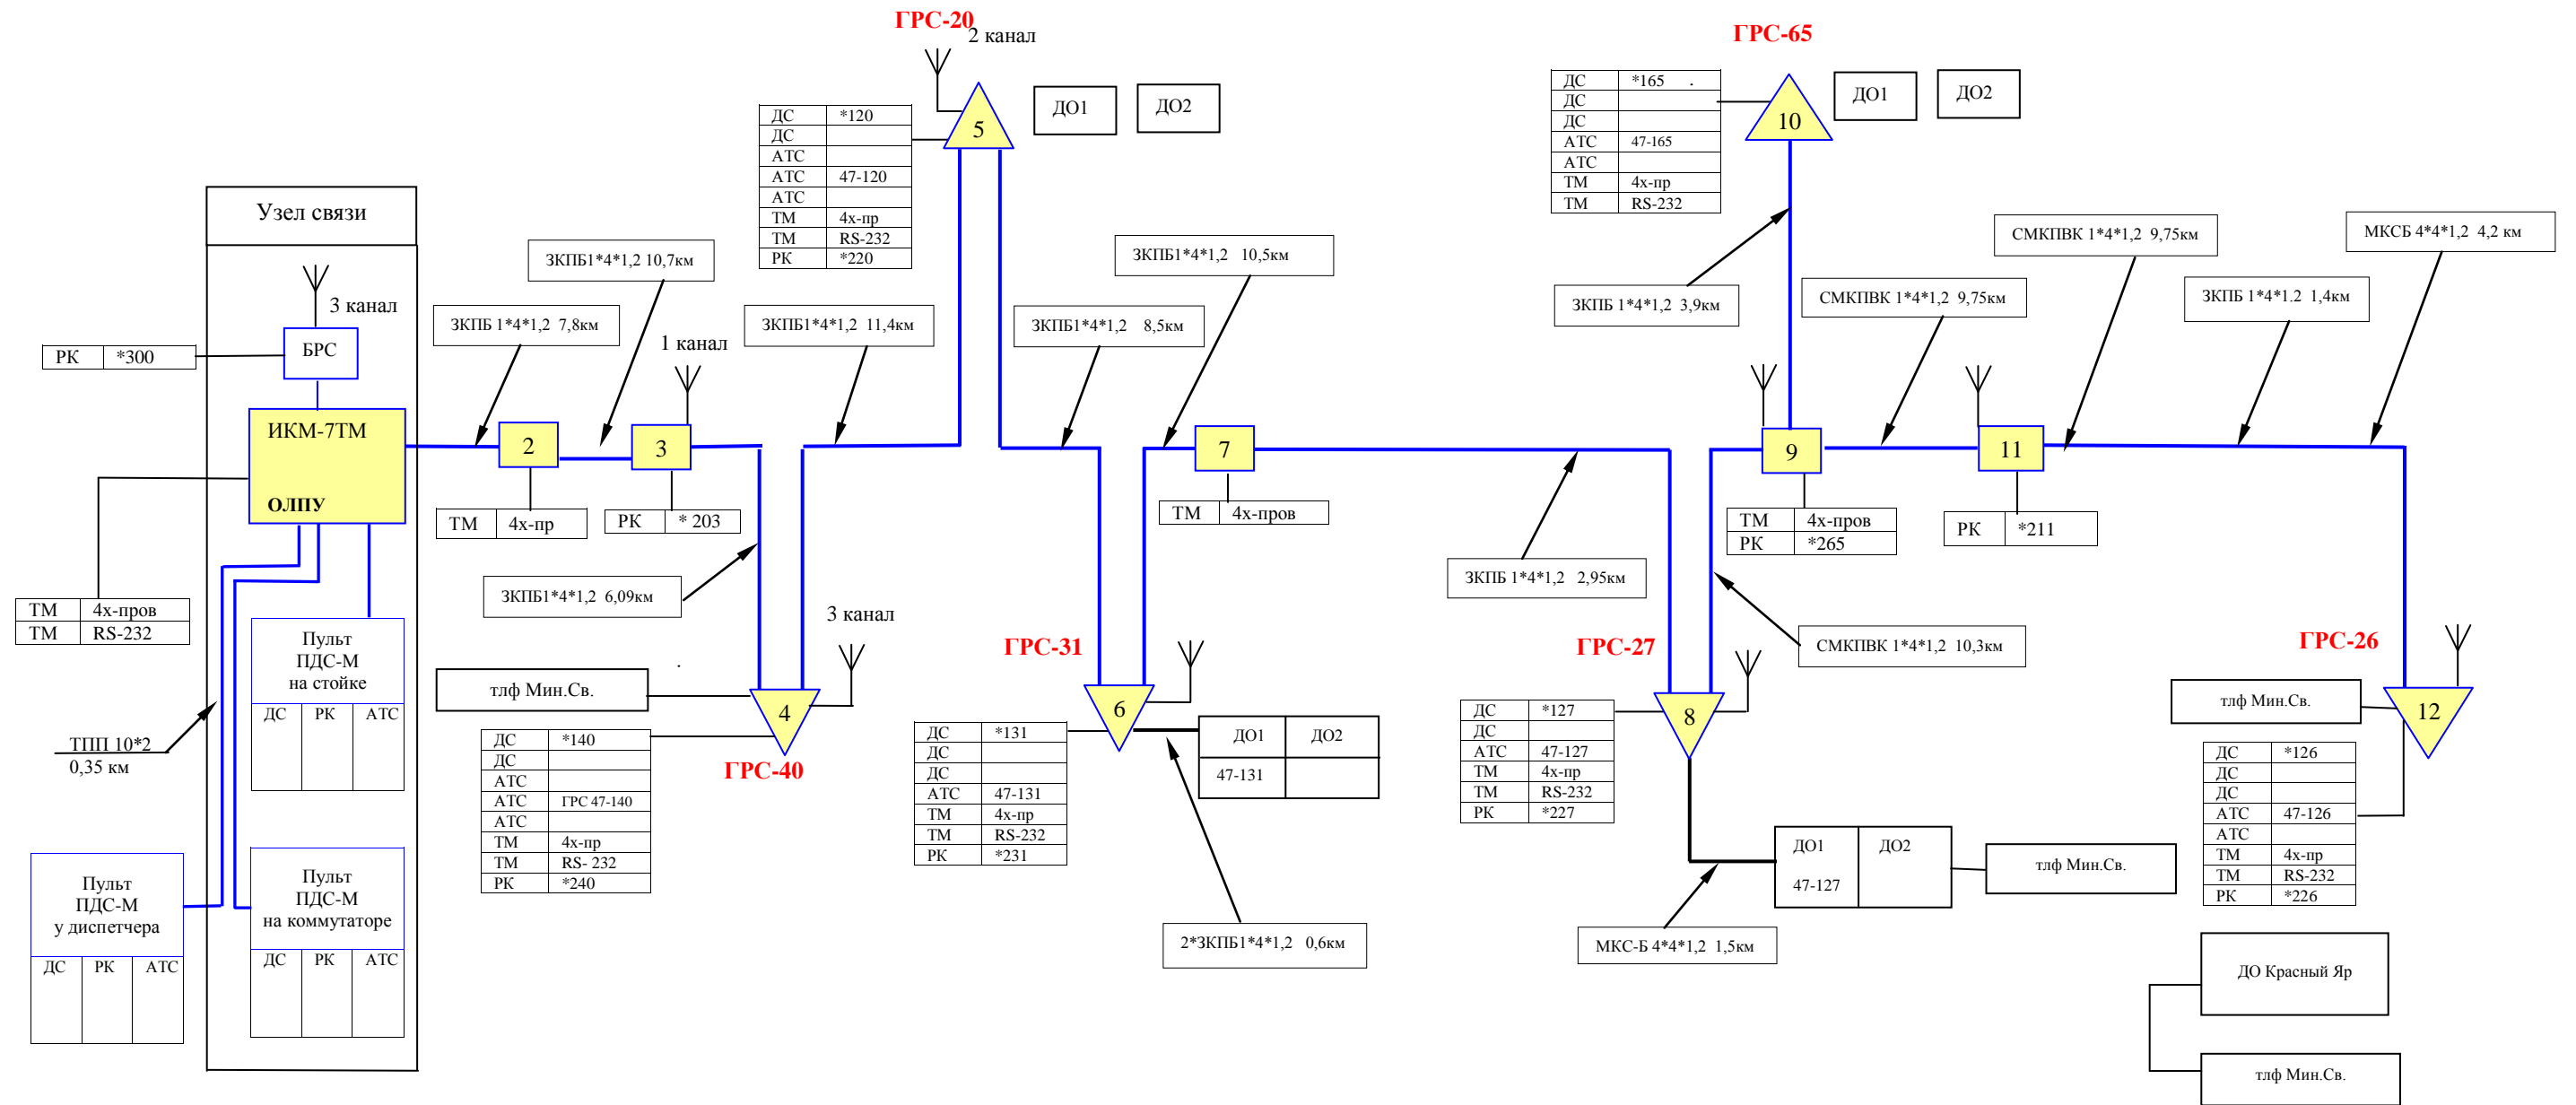 ГРС-20
2 канал
ДО1
ДО2
ДС *120
ДС
АТС
АТС 47-120
АТС
ТМ 4х-пр
ТМ RS-232
РК *220
5
ГРС-65
ДС *165 .
ДС
ДС
АТС 47-165
АТС
ТМ 4х-пр
ТМ RS-232
10
ДО1
ДО2
Узел связи
3 канал
БРС
РК *300
ИКМ-7ТМ
ОЛПУ
ЗКПБ 1*4*1,2 7,8км
ЗКПБ1*4*1,2 10,7км
1 канал
ЗКПБ1*4*1,2 11,4км
ЗКПБ1*4*1,2 8,5км
ЗКПБ1*4*1,2 10,5км
ЗКПБ 1*4*1,2 3,9км
СМКПВК 1*4*1,2 9,75км
СМКПВК 1*4*1,2 9,75км
ЗКПБ 1*4*1.2 1,4км
МКСБ 4*4*1,2 4,2 км
2
3
7
9
11
ТМ 4х-пр
РК * 203
ТМ 4х-пров
ТМ 4х-пров
РК *265
РК *211
ТМ 4х-пров
ТМ RS-232
ЗКПБ1*4*1,2 6,09км
ЗКПБ 1*4*1,2 2,95км
СМКПВК 1*4*1,2 10,3км
Пульт
ПДС-М
на стойке
ДС РК АТС
ТПП 10*2
0,35 км
Пульт
ПДС-М
у диспетчера
ДС РК АТС
Пульт
ПДС-М
на коммутаторе
ДС РК АТС
3 канал
тлф Мин.Св.
4
ГРС-40
ДС *140
ДС
АТС
АТС ГРС 47-140
АТС
ТМ 4х-пр
ТМ RS- 232
РК *240
ГРС-31
6
ДС *131
ДС
ДС
АТС 47-131
ТМ 4х-пр
ТМ RS-232
РК *231
ДО1 ДО2
47-131
2*ЗКПБ1*4*1,2 0,6км
ГРС-27
8
ДС *127
ДС
АТС 47-127
ТМ 4х-пр
ТМ RS-232
РК *227
ДО1 ДО2
47-127
тлф Мин.Св.
МКС-Б 4*4*1,2 1,5км
ГРС-26
тлф Мин.Св.
12
ДС *126
ДС
ДС
АТС 47-126
АТС
ТМ 4х-пр
ТМ RS-232
РК *226
ДО Красный Яр
тлф Мин.Св.